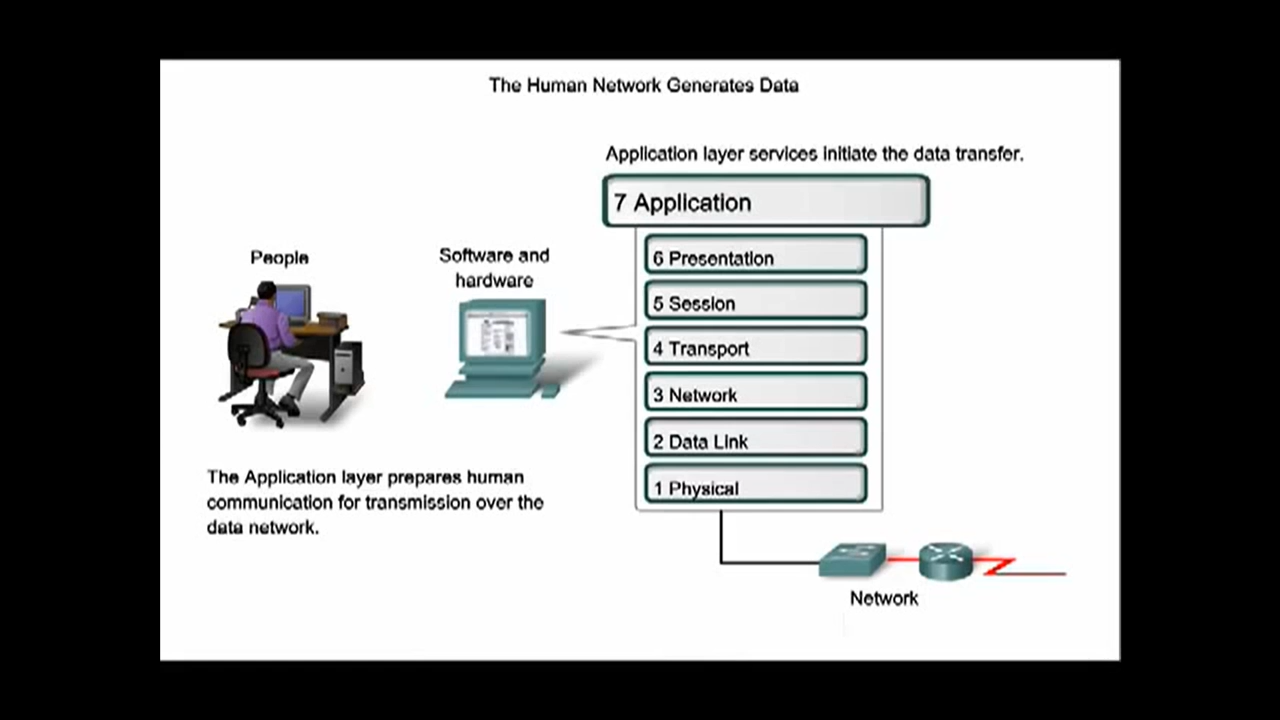 The Human Network Generates Data
Application layer services initiate the data transfer.
7 Application
People
Software and
hardware
6 Presentation
5 Session
4 Transport
3 Network
2 Data Link
1 Physical
The Application layer prepares human
communication for transmission over the
data network.
Network